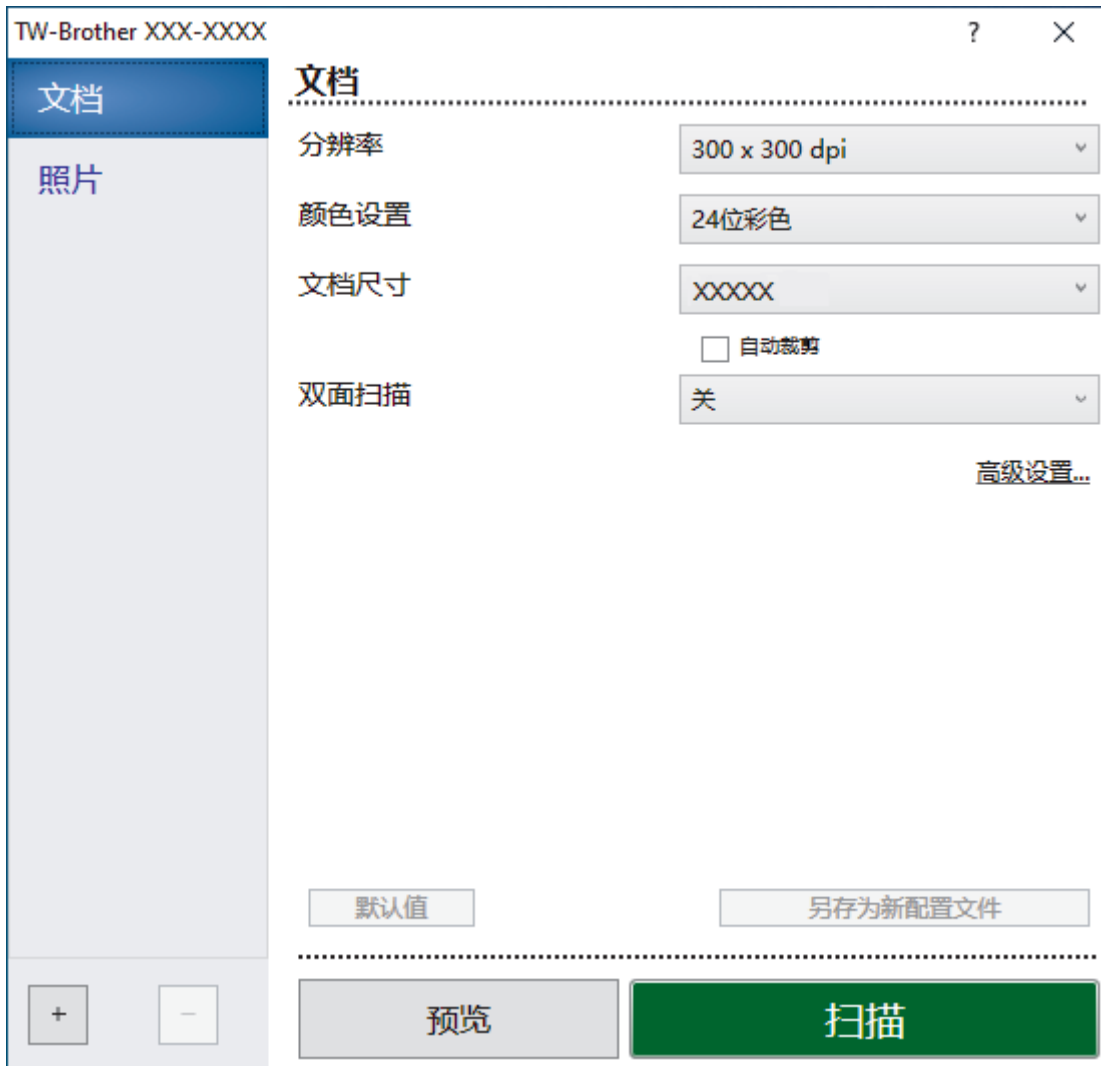 TW-Brother XXX-XXXX ? ×
文档
照片
文档
分辨率 300 x 300 dpi
颜色设置 24位彩色
文档尺寸 XXXXX
自动裁剪
双面扫描 关
高级设置...
默认值 另存为新配置文件
+ − 预览 扫描